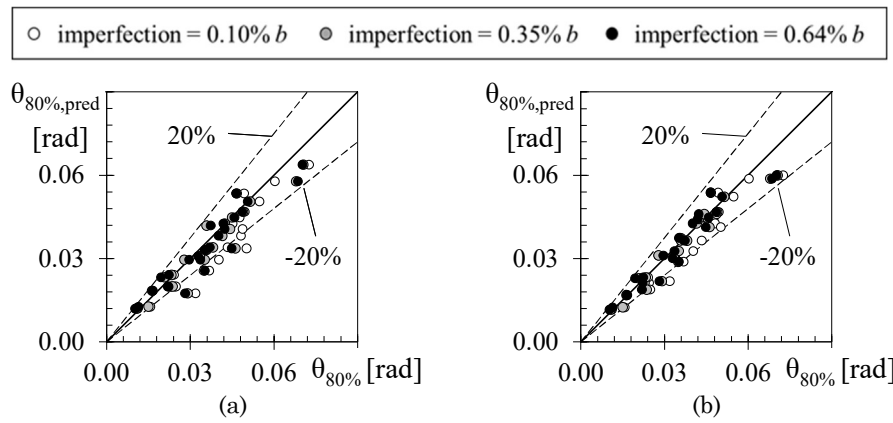 imperfection = 0.10% b imperfection = 0.35% b imperfection = 0.64% b
θ80%,pred
[rad]
20%
0.06
0.03
-20%
0.00
0.00 0.03 0.06 θ80% [rad]
(a)
θ80%,pred
[rad]
20%
0.06
0.03
-20%
0.00
0.00 0.03 0.06 θ80% [rad]
(b)